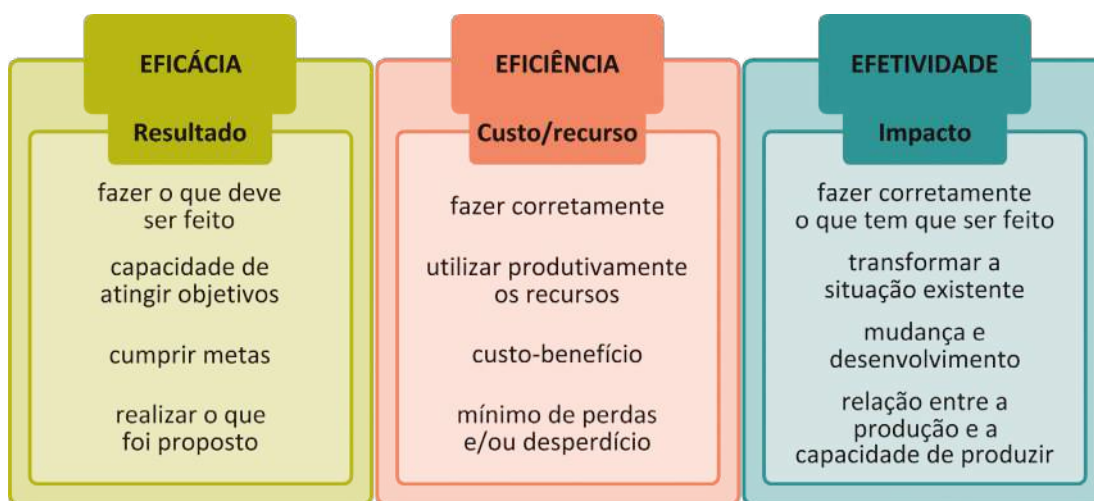 EFICÁCIA
Resultado
fazer o que deve
ser feito
capacidade de
atingir objetivos
cumprir metas
realizar o que
foi proposto
EFICIÊNCIA
Custo/recurso
fazer corretamente
utilizar produtivamente
os recursos
custo-benefício
mínimo de perdas
e/ou desperdício
EFETIVIDADE
Impacto
fazer corretamente
o que tem que ser feito
transformar a
situação existente
mudança e
desenvolvimento
relação entre a
produção e a
capacidade de produzir